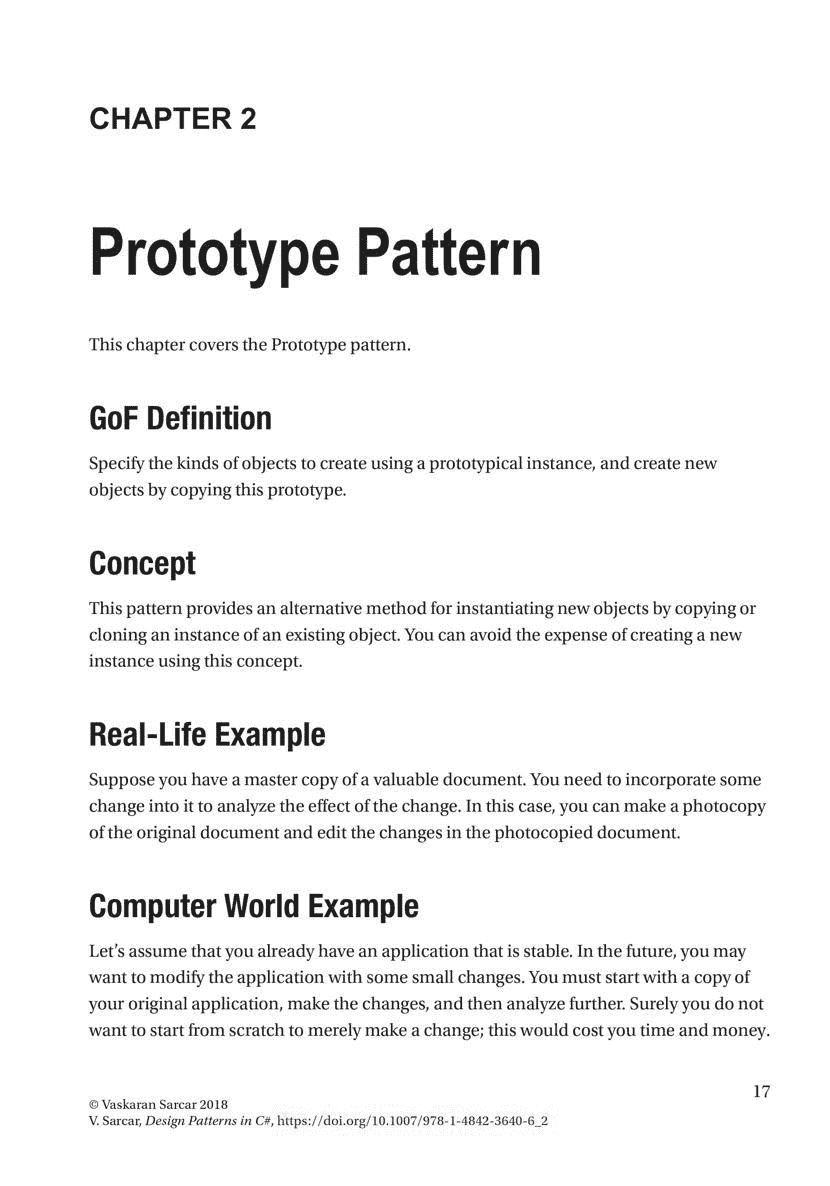 CHAPTER 2
Prototype Pattern
This chapter covers the Prototype pattern.
GoF Definition
Specify the kinds of objects to create using a prototypical instance, and create new
objects by copying this prototype.
Concept
This pattern provides an alternative method for instantiating new objects by copying or
cloning an instance of an existing object. You can avoid the expense of creating a new
instance using this concept.
Real-Life Example
Suppose you have a master copy of a valuable document. You need to incorporate some
change into it to analyze the effect of the change. In this case, you can make a photocopy
of the original document and edit the changes in the photocopied document.
Computer World Example
Let’s assume that you already have an application that is stable. In the future, you may
want to modify the application with some small changes. You must start with a copy of
your original application, make the changes, and then analyze further. Surely you do not
want to start from scratch to merely make a change; this would cost you time and money.
17
© Vaskaran Sarcar 2018
V. Sarcar, Design Patterns in C#, https://doi.org/10.1007/978-1-4842-3640-6_2